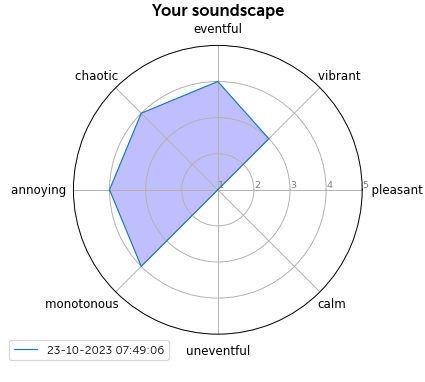 Your soundscape
eventful
chaotic
vibrant
annoying
1
2
3
4
5
pleasant
monotonous
calm
23-10-2023 07:49:06
uneventful